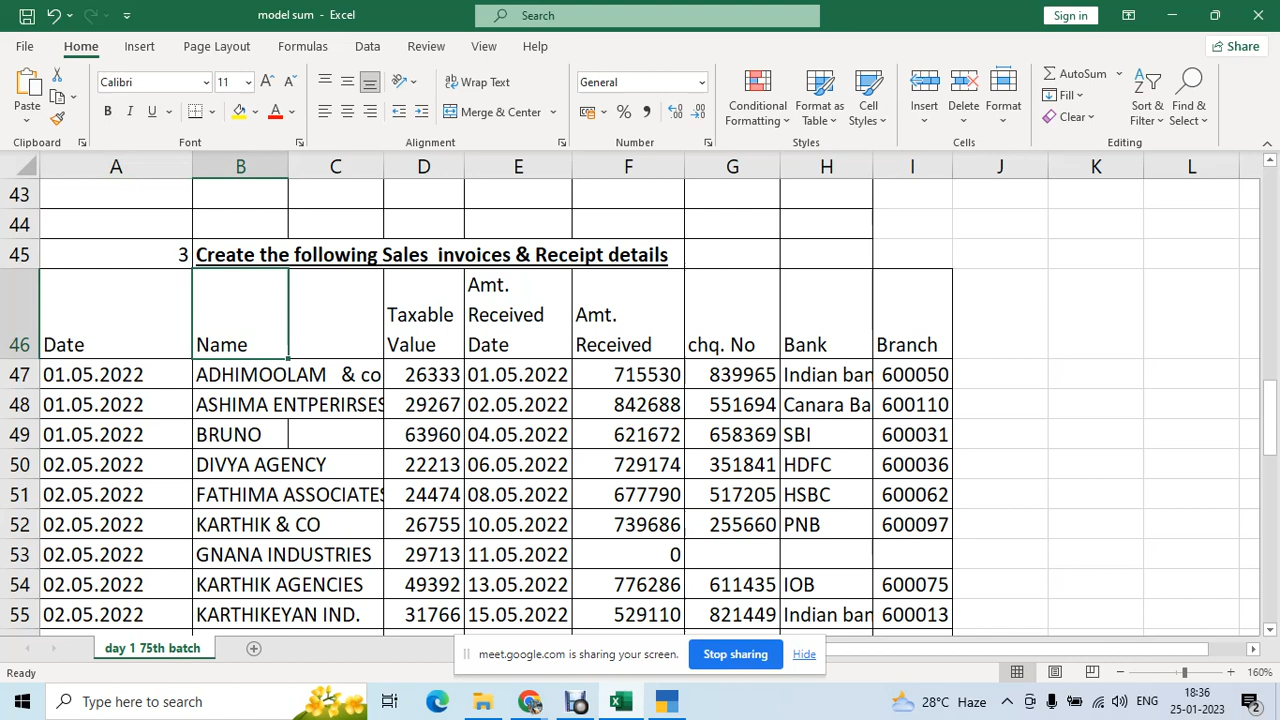 model sum - Excel
Search
Sign in
File Home Insert Page Layout Formulas Data Review View Help
Share
Paste
Calibri 11
B I U
Wrap Text
Merge & Center
General
Conditional Formatting
Format as Table
Cell Styles
Insert
Delete
Format
AutoSum
Fill
Clear
Sort & Filter
Find & Select
Clipboard Font Alignment Number Styles Cells Editing
A B C D E F G H I J K L
43
44
45 3 Create the following Sales invoices & Receipt details
46 Date Name Taxable Value Amt. Received Date Amt. Received chq. No Bank Branch
47 01.05.2022 ADHIMOOLAM & co 26333 01.05.2022 715530 839965 Indian ban 600050
48 01.05.2022 ASHIMA ENTPERIRSES 29267 02.05.2022 842688 551694 Canara Ba 600110
49 01.05.2022 BRUNO 63960 04.05.2022 621672 658369 SBI 600031
50 02.05.2022 DIVYA AGENCY 22213 06.05.2022 729174 351841 HDFC 600036
51 02.05.2022 FATHIMA ASSOCIATES 24474 08.05.2022 677790 517205 HSBC 600062
52 02.05.2022 KARTHIK & CO 26755 10.05.2022 739686 255660 PNB 600097
53 02.05.2022 GNANA INDUSTRIES 29713 11.05.2022 0
54 02.05.2022 KARTHIK AGENCIES 49392 13.05.2022 776286 611435 IOB 600075
55 02.05.2022 KARTHIKEYAN IND. 31766 15.05.2022 529110 821449 Indian ban 600013
day 1 75th batch
meet.google.com is sharing your screen. Stop sharing Hide
Ready
160%
Type here to search
28°C Haze
ENG
18:36
25-01-2023
2